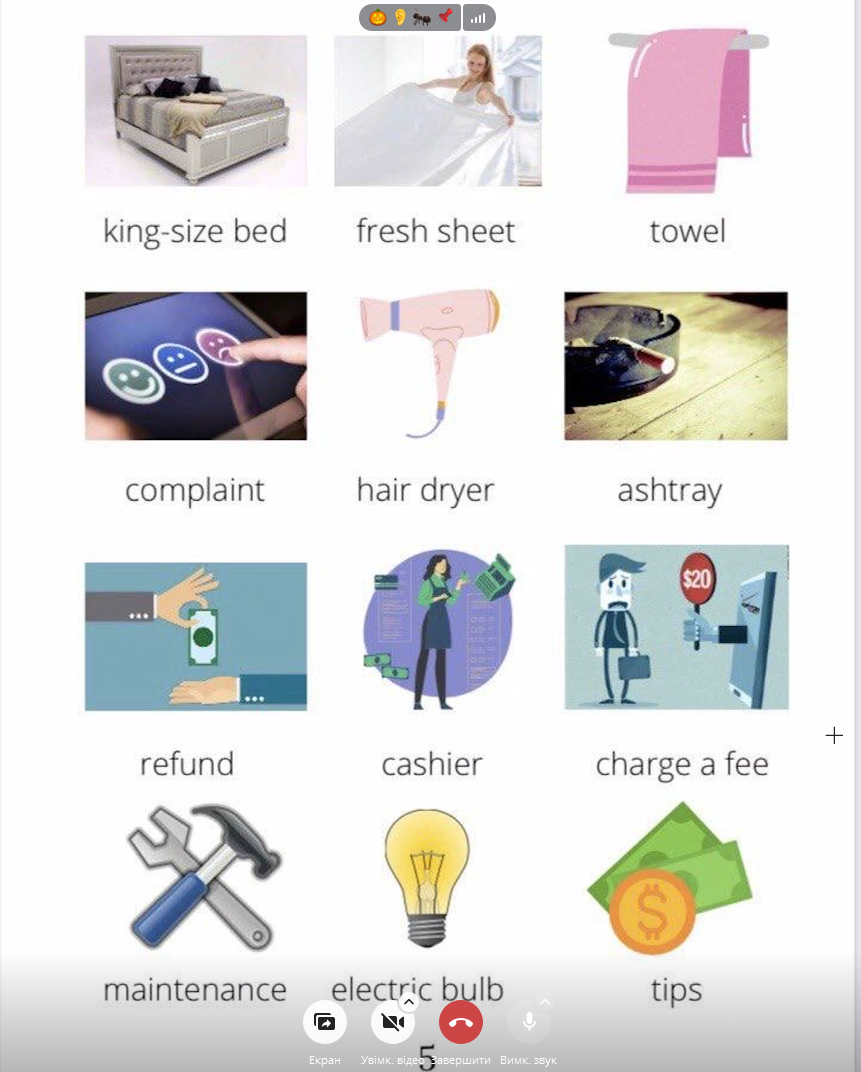 king-size bed fresh sheet towel
complaint hair dryer ashtray
$20
refund cashier charge a fee
maintenance electric bulb tips
5
Екран Увімк. відео Завершити Вимк. звук